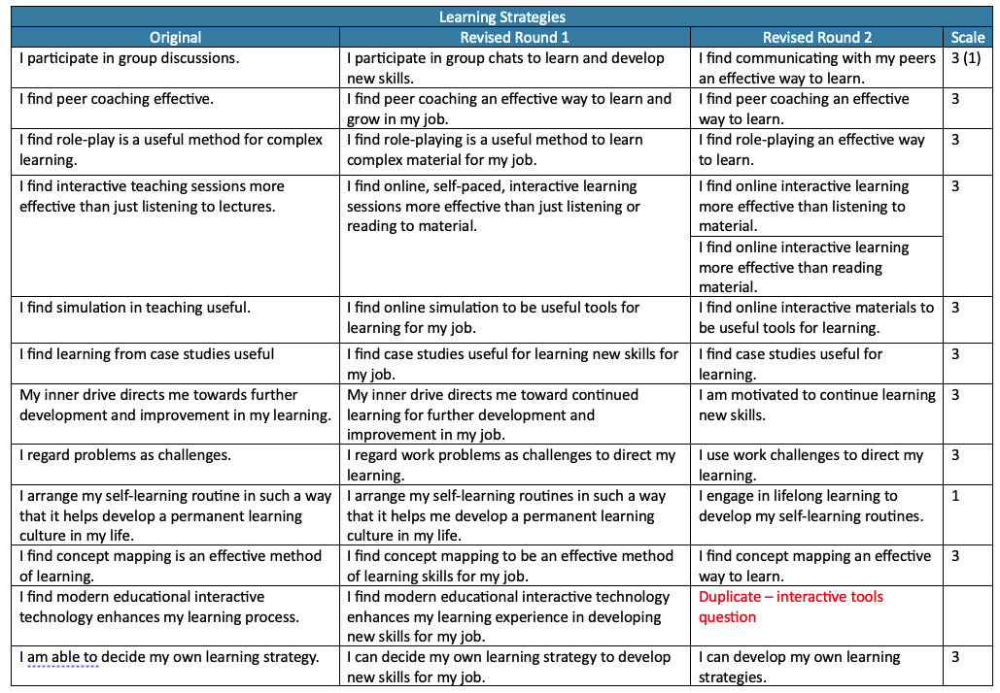 Learning Strategies
Original
Revised Round 1
Revised Round 2
Scale
I participate in group discussions.
I participate in group chats to learn and develop
new skills.
I find communicating with my peers
an effective way to learn.
3 (1)
I find peer coaching effective.
I find peer coaching an effective way to learn and
grow in my job.
I find peer coaching an effective
way to learn.
3
I find role-play is a useful method for complex
learning.
I find role-playing is a useful method to learn
complex material for my job.
I find role-playing an effective way
to learn.
3
I find interactive teaching sessions more
effective than just listening to lectures.
I find online, self-paced, interactive learning
sessions more effective than just listening or
reading to material.
I find online interactive learning
more effective than listening to
material.
I find online interactive learning
more effective than reading
material.
3
I find simulation in teaching useful.
I find online simulation to be useful tools for
learning for my job.
I find online interactive materials to
be useful tools for learning.
3
I find learning from case studies useful
I find case studies useful for learning new skills for
my job.
I find case studies useful for
learning.
3
My inner drive directs me towards further
development and improvement in my learning.
My inner drive directs me toward continued
learning for further development and
improvement in my job.
I am motivated to continue learning
new skills.
3
I regard problems as challenges.
I regard work problems as challenges to direct my
learning.
I use work challenges to direct my
learning.
3
I arrange my self-learning routine in such a way
that it helps develop a permanent learning
culture in my life.
I arrange my self-learning routines in such a way
that it helps me develop a permanent learning
culture in my life.
I engage in lifelong learning to
develop my self-learning routines.
1
I find concept mapping is an effective method
of learning.
I find concept mapping to be an effective method
of learning skills for my job.
I find concept mapping an effective
way to learn.
3
I find modern educational interactive
technology enhances my learning process.
I find modern educational interactive technology
enhances my learning experience in developing
new skills for my job.
Duplicate – interactive tools
question
I am able to decide my own learning strategy.
I can decide my own learning strategy to develop
new skills for my job.
I can develop my own learning
strategies.
3